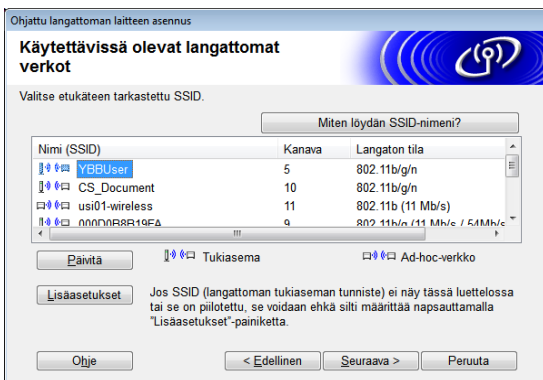 Ohjattu langattoman laitteen asennus
Käytettävissä olevat langattomat
verkot
Valitse etukäteen tarkastettu SSID.
Miten löydän SSID-nimeni?
Nimi (SSID) Kanava Langaton tila
YBBUser 5 802.11b/g/n
CS_Document 10 802.11b/g/n
usi01-wireless 11 802.11b (11 Mb/s)
000D0B8B19EA 9 802.11b/g (11 Mb/s / 54Mb/s
Päivitä Tukiasema Ad-hoc-verkko
Lisäasetukset
Jos SSID (langattoman tukiaseman tunniste) ei näy tässä luettelossa
tai se on piilotettu, se voidaan ehkä silti määrittää napsauttamalla
"Lisäasetukset"-painiketta.
Ohje < Edellinen Seuraava > Peruuta